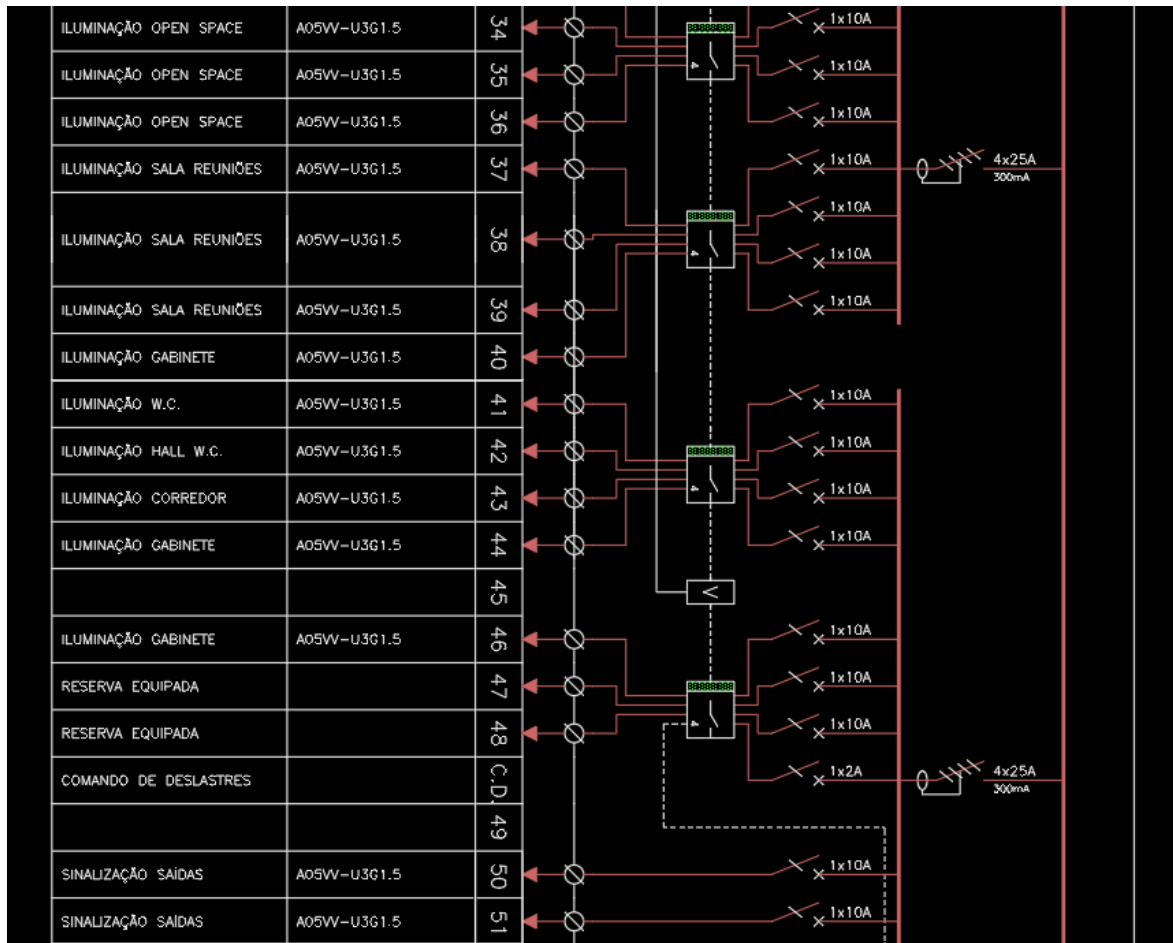 ILUMINAÇÃO OPEN SPACE A05VV-U3G1.5 34 1x10A
ILUMINAÇÃO OPEN SPACE A05VV-U3G1.5 35 1x10A
ILUMINAÇÃO OPEN SPACE A05VV-U3G1.5 36 1x10A
ILUMINAÇÃO SALA REUNIÕES A05VV-U3G1.5 37 1x10A 4x25A
300mA
1x10A
ILUMINAÇÃO SALA REUNIÕES A05VV-U3G1.5 38
1x10A
ILUMINAÇÃO SALA REUNIÕES A05VV-U3G1.5 39 1x10A
ILUMINAÇÃO GABINETE A05VV-U3G1.5 40
ILUMINAÇÃO W.C. A05VV-U3G1.5 41 1x10A
ILUMINAÇÃO HALL W.C. A05VV-U3G1.5 42 1x10A
ILUMINAÇÃO CORREDOR A05VV-U3G1.5 43 1x10A
ILUMINAÇÃO GABINETE A05VV-U3G1.5 44 1x10A
45
ILUMINAÇÃO GABINETE A05VV-U3G1.5 46 1x10A
RESERVA EQUIPADA 47 1x10A
RESERVA EQUIPADA 48 1x10A
COMANDO DE DESLASTRES C.D. 1x2A 4x25A
300mA
49
SINALIZAÇÃO SAÍDAS A05VV-U3G1.5 50 1x10A
SINALIZAÇÃO SAÍDAS A05VV-U3G1.5 51 1x10A